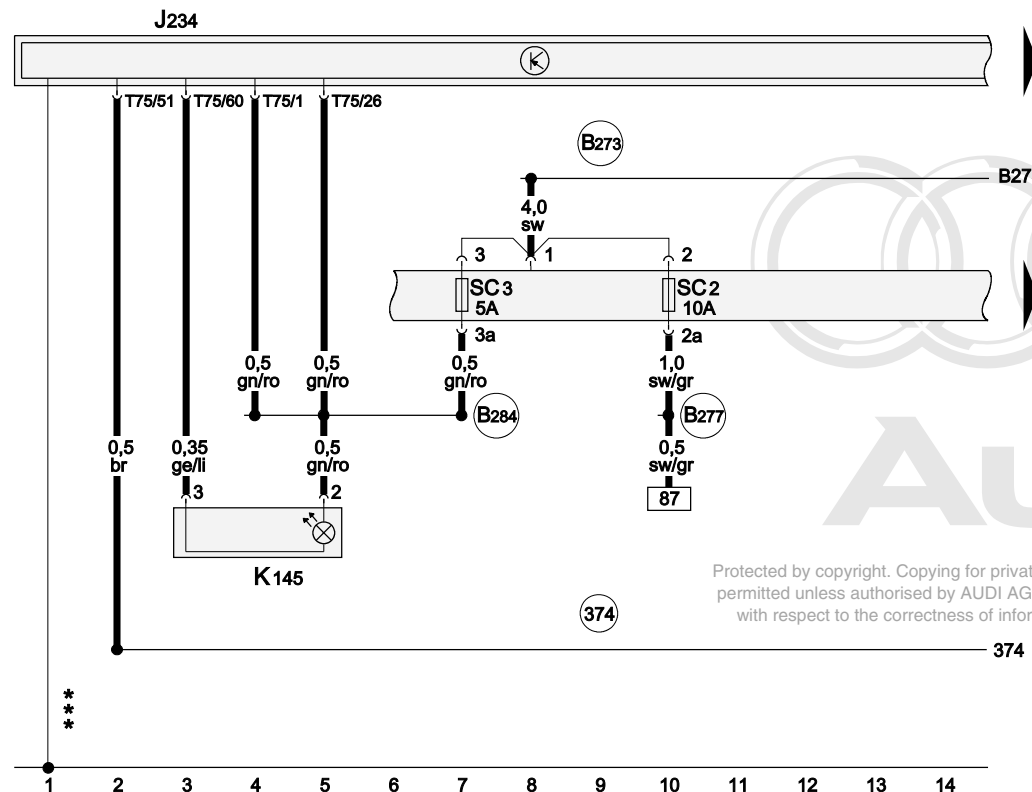 J234
T75/51 T75/60 T75/1 T75/26
B273
B27
4,0
sw
3 1 2
SC3 SC2
5A 10A
3a 2a
0,5 0,5 0,5 1,0
gn/ro gn/ro gn/ro sw/gr
B284 B277
0,5 0,35 0,5 0,5
br ge/li gn/ro sw/gr
3 2 87
Au
K145
Protected by copyright. Copying for privat
permitted unless authorised by AUDI AG
with respect to the correctness of infor
374
374
* * *
1 2 3 4 5 6 7 8 9 10 11 12 13 14